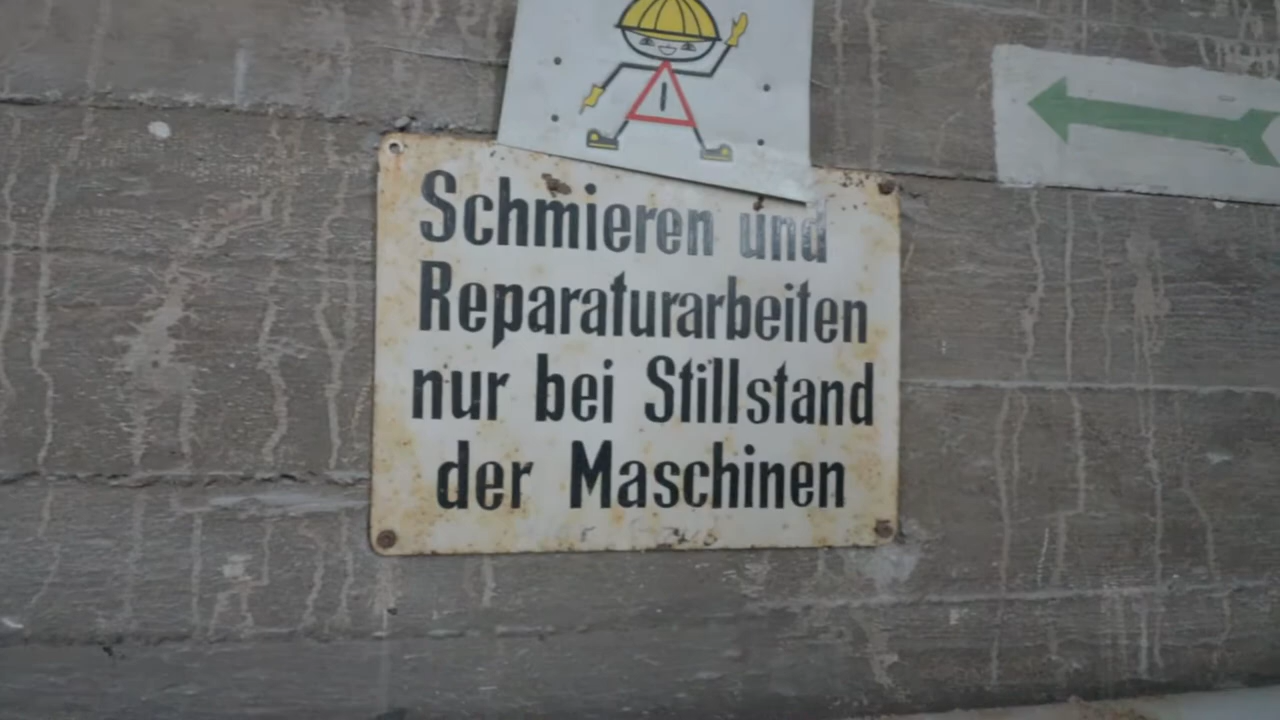 Schmieren und
Reparaturarbeiten
nur bei Stillstand
der Maschinen